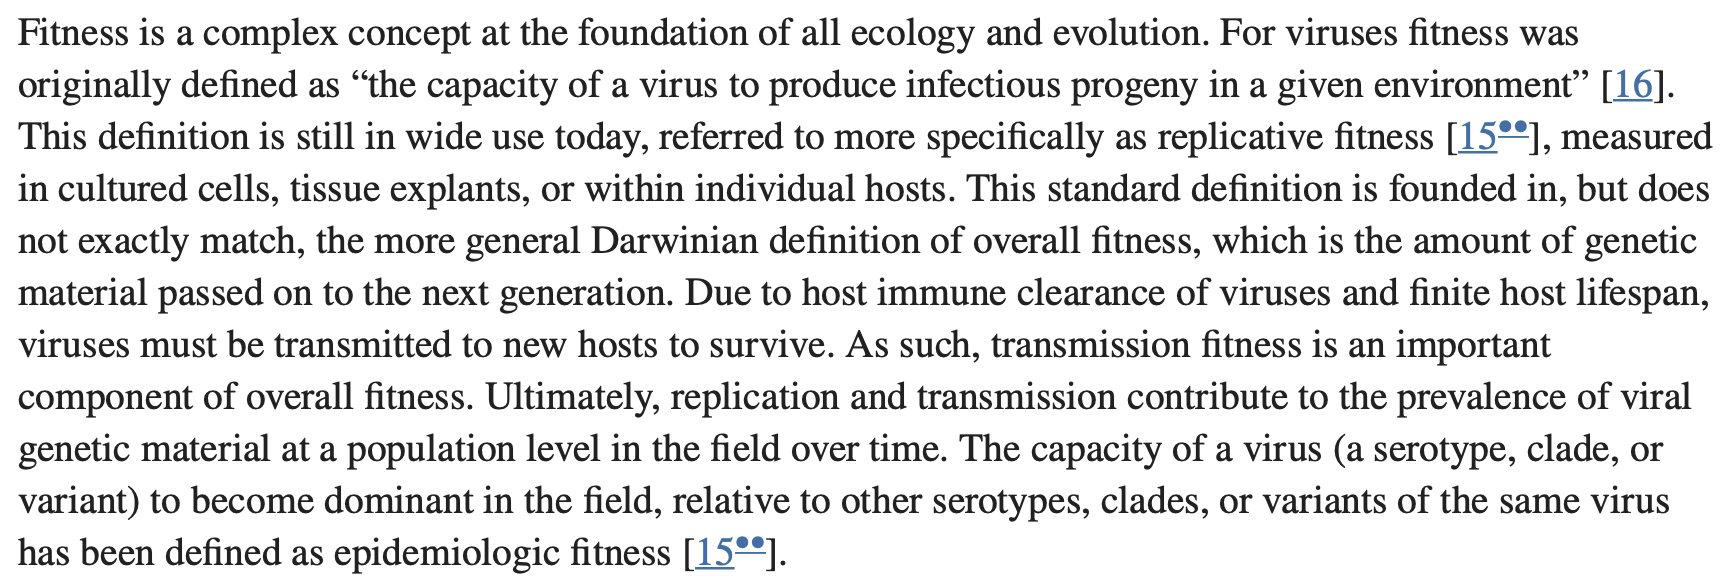 Fitness is a complex concept at the foundation of all ecology and evolution. For viruses fitness was
originally defined as “the capacity of a virus to produce infectious progeny in a given environment” [16].
This definition is still in wide use today, referred to more specifically as replicative fitness [15••], measured
in cultured cells, tissue explants, or within individual hosts. This standard definition is founded in, but does
not exactly match, the more general Darwinian definition of overall fitness, which is the amount of genetic
material passed on to the next generation. Due to host immune clearance of viruses and finite host lifespan,
viruses must be transmitted to new hosts to survive. As such, transmission fitness is an important
component of overall fitness. Ultimately, replication and transmission contribute to the prevalence of viral
genetic material at a population level in the field over time. The capacity of a virus (a serotype, clade, or
variant) to become dominant in the field, relative to other serotypes, clades, or variants of the same virus
has been defined as epidemiologic fitness [15••].